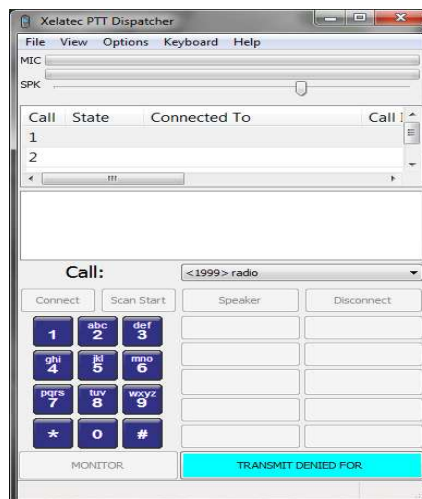 Xelatec PTT Dispatcher
File View Options Keyboard Help
MIC
SPK
Call State Connected To Call
1
2
Call: <1999> radio
Connect Scan Start Speaker Disconnect
1 abc 2 def 3
ghi 4 jkl 5 mno 6
pqrs 7 tuv 8 wxyz 9
* 0 #
MONITOR TRANSMIT DENIED FOR